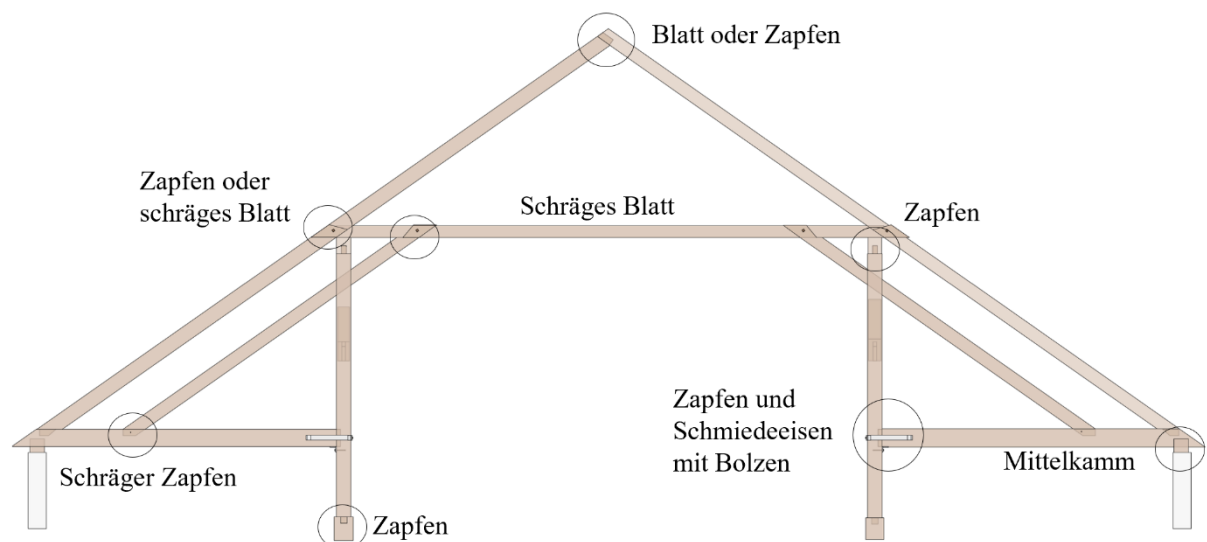 Blatt oder Zapfen
Zapfen oder
schräges Blatt
Schräges Blatt
Zapfen
Zapfen und
Schmiedeeisen
mit Bolzen
Mittelkamm
Schräger Zapfen
Zapfen